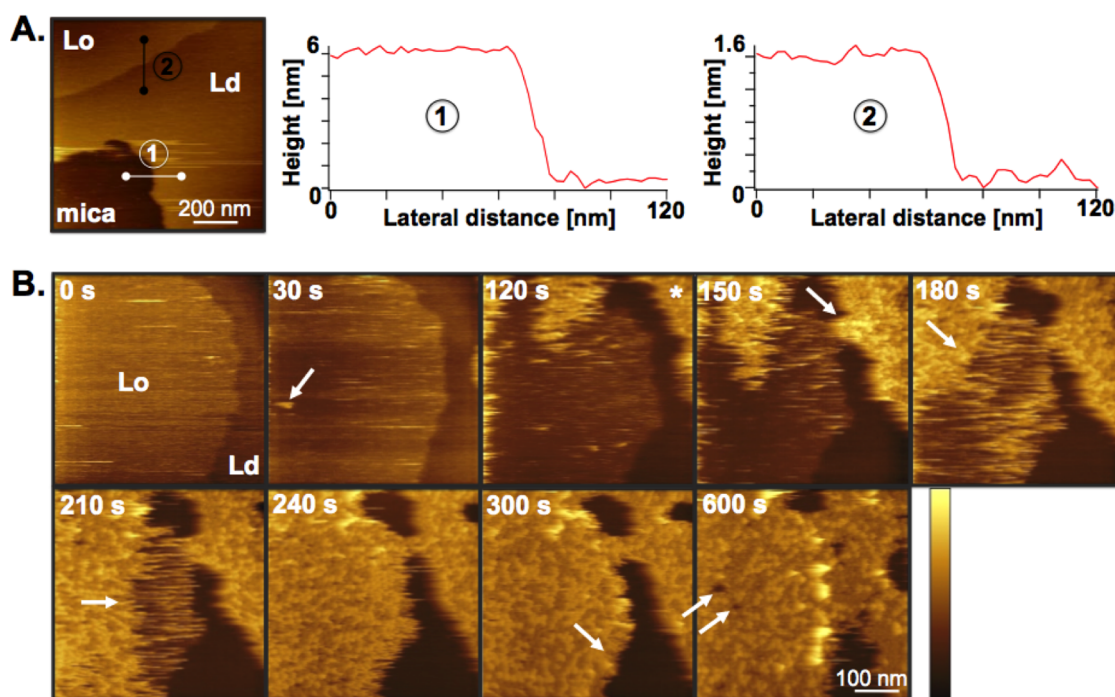 A.
Lo
2
Ld
1
mica
200 nm
Height [nm]
6
0
1
0
120
Lateral distance [nm]
Height [nm]
1.6
0
2
0
120
Lateral distance [nm]
B.
0 s
Lo
Ld
30 s
120 s
*
150 s
180 s
210 s
240 s
300 s
600 s
100 nm